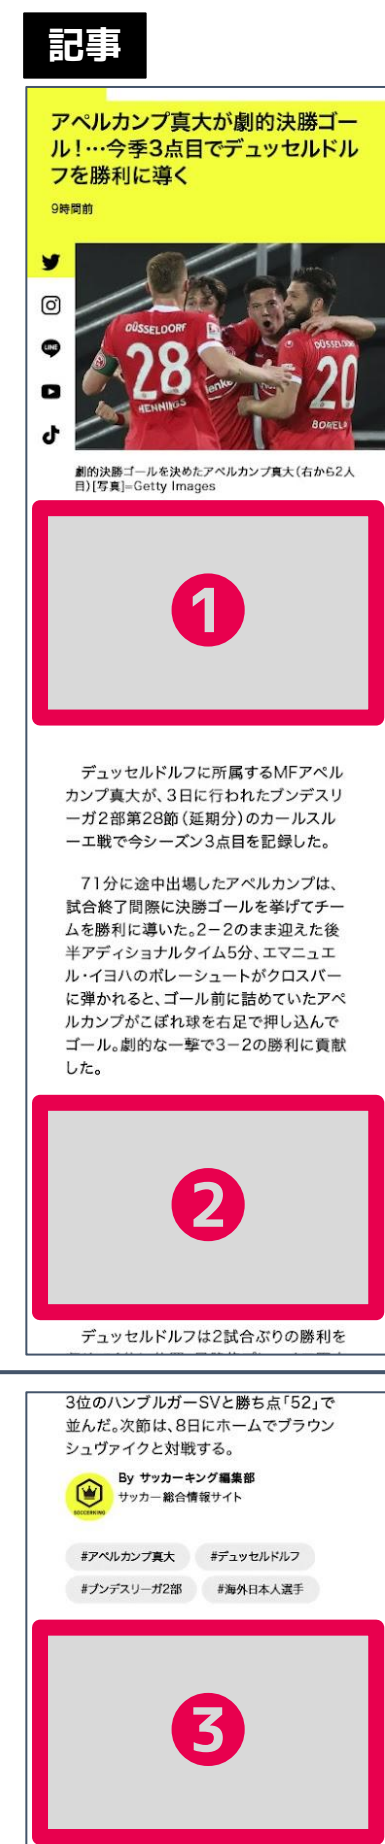 記事
アペルカンプ真大が劇的決勝ゴー
ル！…今季3点目でデュッセルドル
フを勝利に導く
9時間前
DÜSSELDORF
28
HENNINGS
DÜSSELDORF
20
LINE
劇的決勝ゴールを決めたアペルカンプ真大（右から2人
目）[写真]=Getty Images
1
デュッセルドルフに所属するMFアペル
カンプ真大が、3日に行われたブンデスリ
ーガ2部第28節（延期分）のカールスル
ーエ戦で今シーズン3点目を記録した。
71分に途中出場したアペルカンプは、
試合終了間際に決勝ゴールを挙げてチー
ムを勝利に導いた。2－2のまま迎えた後
半アディショナルタイム5分、エマニュエ
ル・イヨハのボレーシュートがクロスバー
に弾かれると、ゴール前に詰めていたアペ
ルカンプがこぼれ球を右足で押し込んで
ゴール。劇的な一撃で3－2の勝利に貢献
した。
2
デュッセルドルフは2試合ぶりの勝利を
3位のハンブルガーSVと勝ち点「52」で
並んだ。次節は、8日にホームでブラウン
シュヴァイクと対戦する。
By サッカーキング編集部
サッカー総合情報サイト
SOCCERKING
#アペルカンプ真大 #デュッセルドルフ
#ブンデスリーガ2部 #海外日本人選手
3